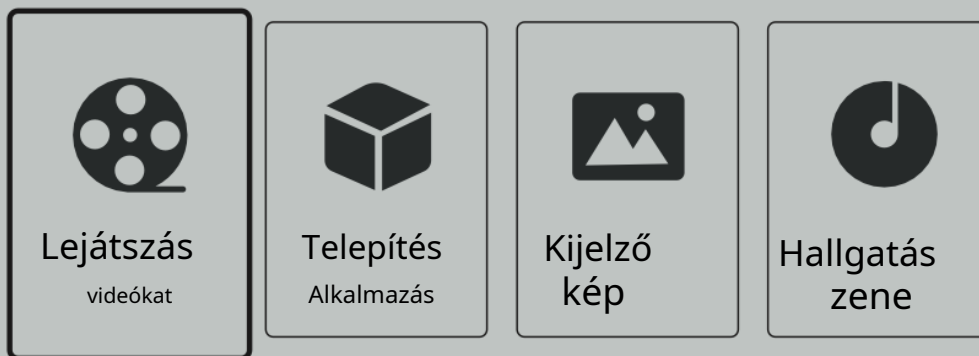 Lejátszás
videókat
Telepítés
Alkalmazás
Kijelző
kép
Hallgatás
zene